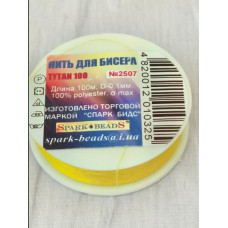 НИТЬ ДЛЯ БИСЕРА
ТУТАН 100 №2507
Длина 100м, D-0.1мм
100% polyester, d max
ИЗГОТОВЛЕНО ТОРГОВОЙ
МАРКОЙ "СПАРК БИДС"
SPARK BEADS
spark-beads@i.ua
4820012010325